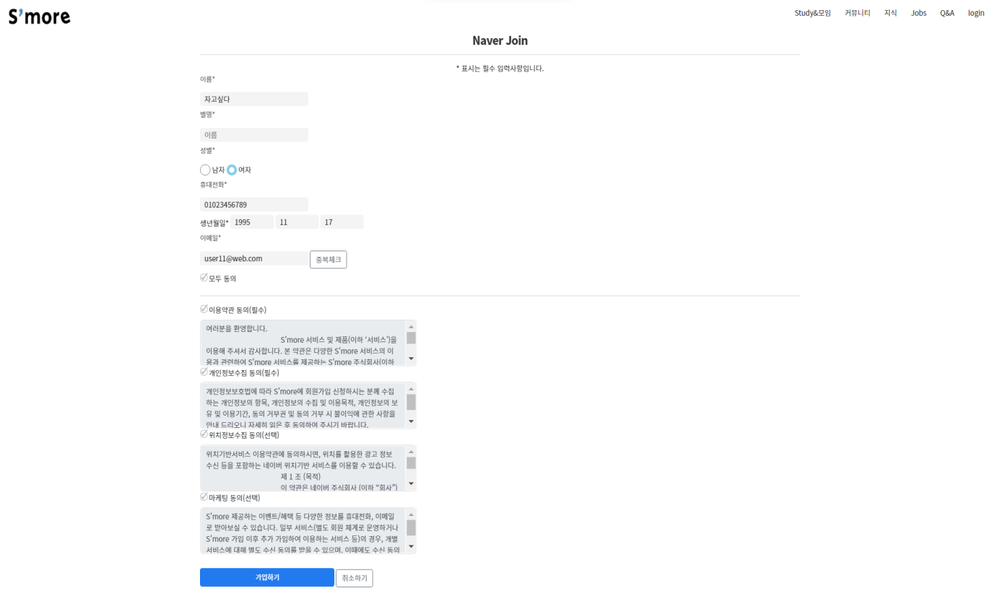 S'more
Study&모임 커뮤니티 지식 Jobs Q&A login
Naver Join
* 표시는 필수 입력사항입니다.
이름*
자고싶다
별명*
이름
성별*
남자 여자
휴대전화*
01023456789
생년월일* 1995 11 17
이메일*
user11@web.com 중복체크
모두 동의
이용약관 동의(필수)
여러분을 환영합니다.
S'more 서비스 및 제품(이하 ‘서비스’)을
이용해 주셔서 감사합니다. 본 약관은 다양한 S'more 서비스의 이
용과 관련하여 S'more 서비스를 제공하는 S'more 주식회사(이하
개인정보수집 동의(필수)
개인정보보호법에 따라 S'more에 회원가입 신청하시는 분께 수집
하는 개인정보의 항목, 개인정보의 수집 및 이용목적, 개인정보의 보
유 및 이용기간, 동의 거부권 및 동의 거부 시 불이익에 관한 사항을
안내 드리오니 자세히 읽은 후 동의하여 주시기 바랍니다.
위치정보수집 동의(선택)
위치기반서비스 이용약관에 동의하시면, 위치를 활용한 광고 정보
수신 등을 포함하는 네이버 위치기반 서비스를 이용할 수 있습니다.
제 1 조 (목적)
이 약관은 네이버 주식회사 (이하 “회사”)
마케팅 동의(선택)
S'more 제공하는 이벤트/혜택 등 다양한 정보를 휴대전화, 이메일
로 받아보실 수 있습니다. 일부 서비스(별도 회원 체계로 운영하거나
S'more 가입 이후 추가 가입하여 이용하는 서비스 등)의 경우, 개별
서비스에 대해 별도 수신 동의를 받을 수 있으며, 이때에도 수신 동의
가입하기 취소하기